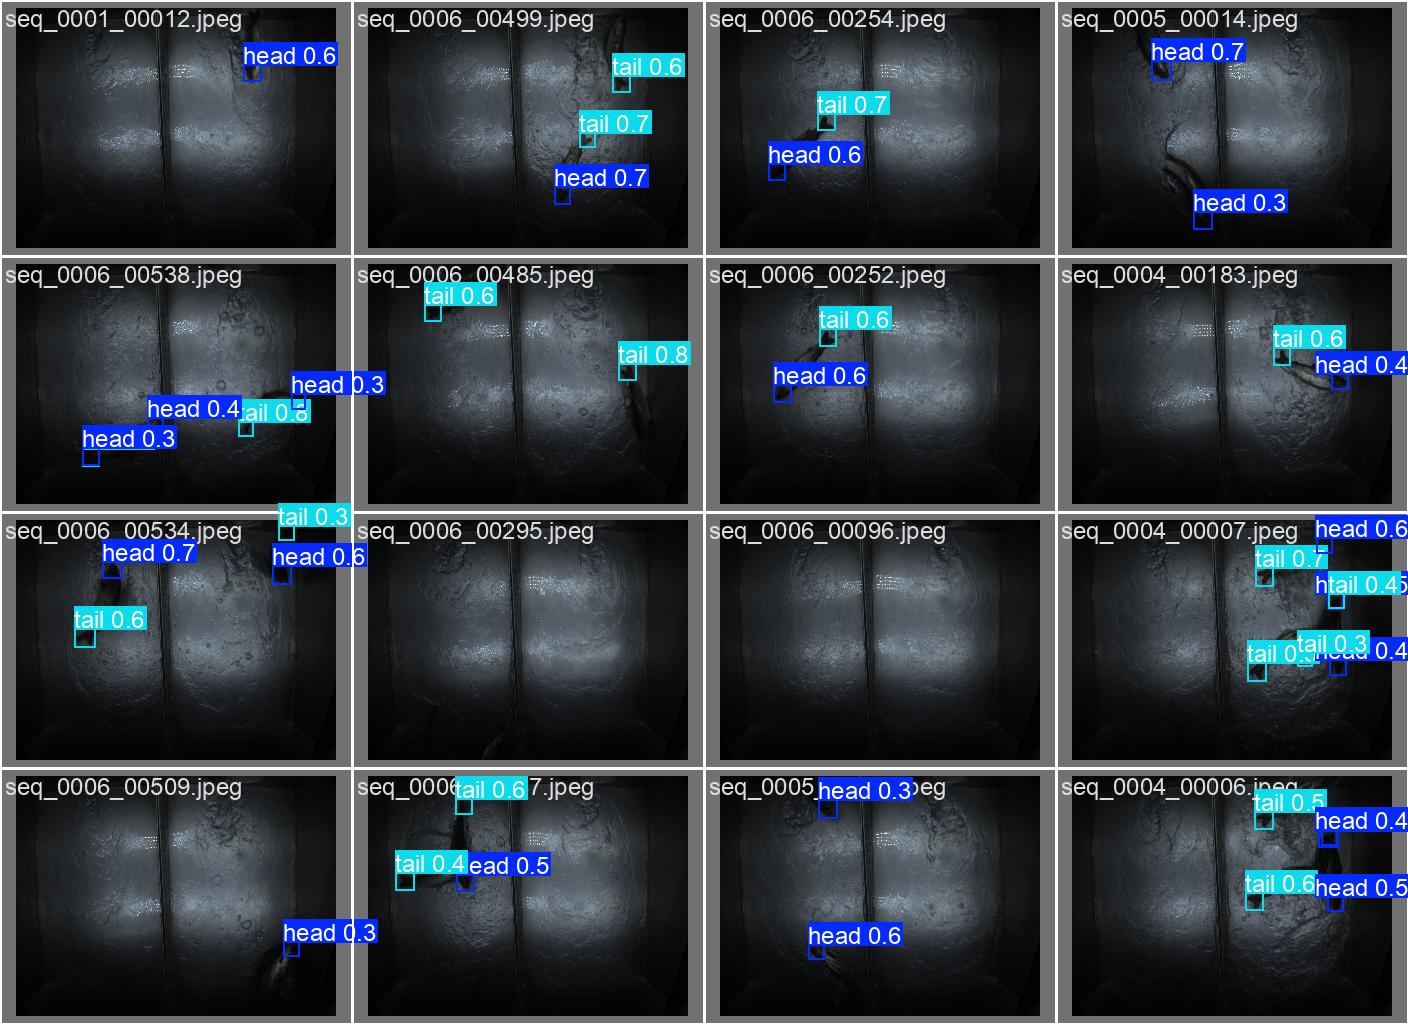 seq_0001_00012.jpeg
head 0.6
seq_0006_00499.jpeg
tail 0.6
tail 0.7
head 0.7
seq_0006_00254.jpeg
tail 0.7
head 0.6
seq_0005_00014.jpeg
head 0.7
head 0.3
seq_0006_00538.jpeg
head 0.3
head 0.4
tail 0.8
head 0.3
seq_0006_00485.jpeg
tail 0.6
tail 0.8
seq_0006_00252.jpeg
tail 0.6
head 0.6
seq_0004_00183.jpeg
tail 0.6
head 0.4
seq_0006_00534.jpeg
tail 0.3
head 0.7
head 0.6
tail 0.6
seq_0006_00295.jpeg
seq_0006_00096.jpeg
seq_0004_00007.jpeg
head 0.6
tail 0.7
tail 0.4
tail 0.3
tail 0.
head 0.4
seq_0006_00509.jpeg
head 0.3
seq_0006
7.jpeg
tail 0.6
tail 0.4
ead 0.5
seq_0005_
head 0.3
head 0.6
seq_0004_00006.jpeg
tail 0.5
head 0.4
tail 0.6
head 0.5